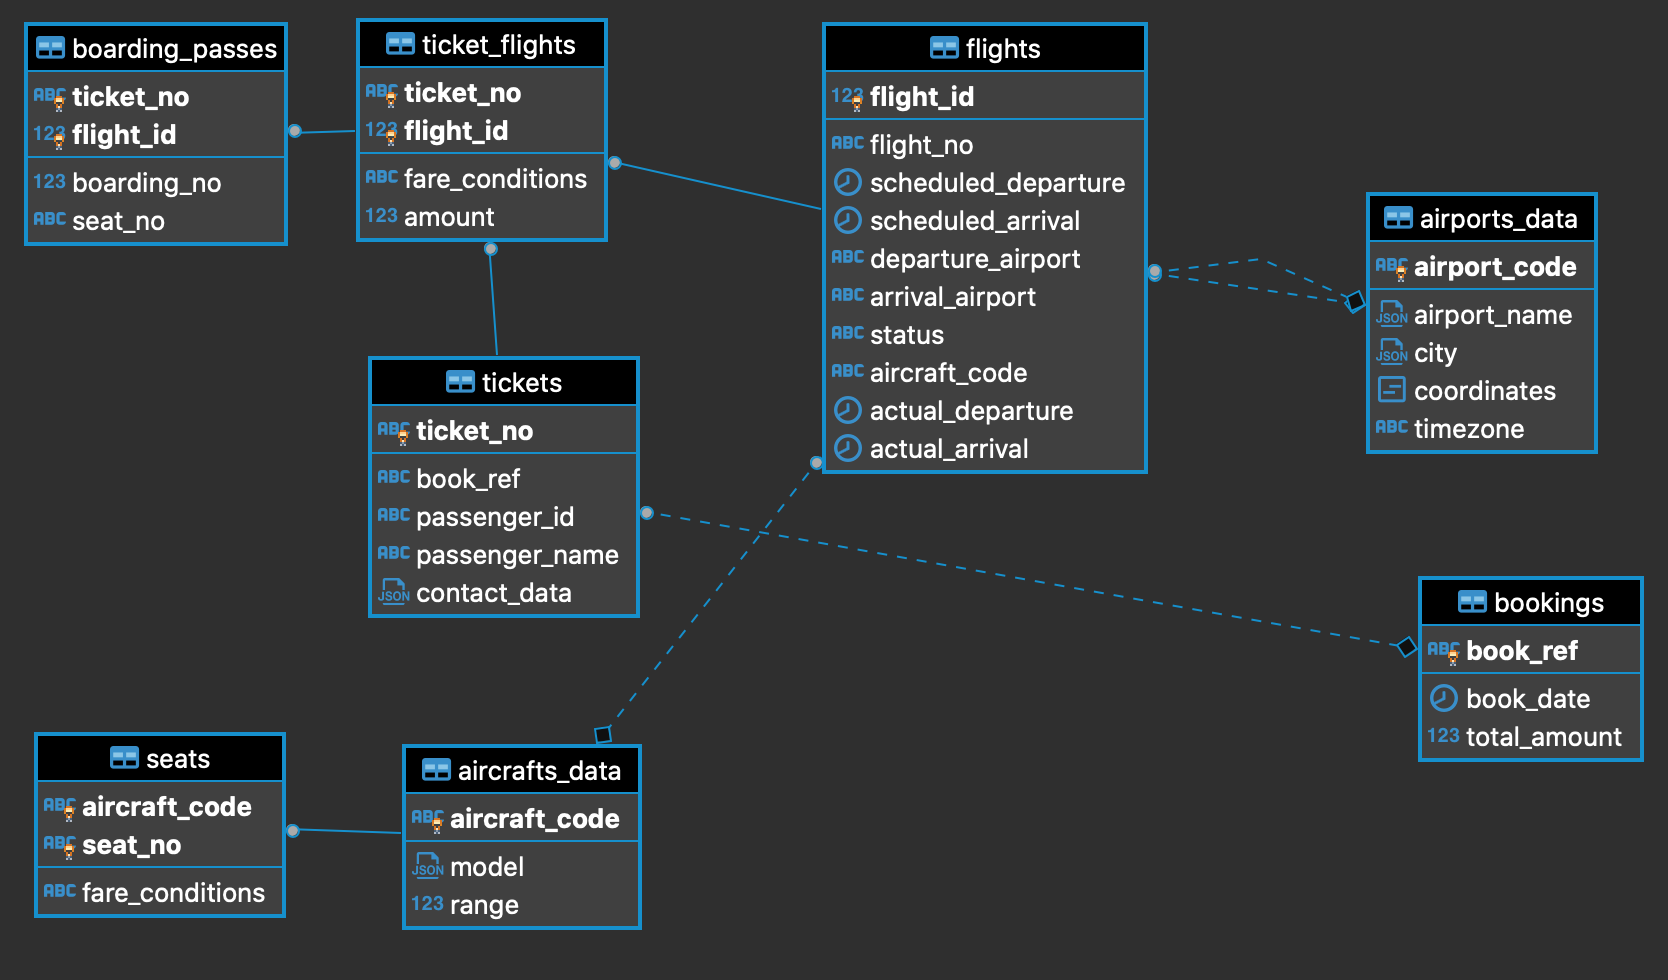 boarding_passes
ABC ticket_no
123 flight_id
123 boarding_no
ABC seat_no
ticket_flights
ABC ticket_no
123 flight_id
ABC fare_conditions
123 amount
flights
123 flight_id
ABC flight_no
scheduled_departure
scheduled_arrival
ABC departure_airport
ABC arrival_airport
ABC status
ABC aircraft_code
actual_departure
actual_arrival
airports_data
ABC airport_code
JSON airport_name
JSON city
coordinates
ABC timezone
tickets
ABC ticket_no
ABC book_ref
ABC passenger_id
ABC passenger_name
JSON contact_data
bookings
ABC book_ref
book_date
123 total_amount
seats
ABC aircraft_code
ABC seat_no
ABC fare_conditions
aircrafts_data
ABC aircraft_code
JSON model
123 range